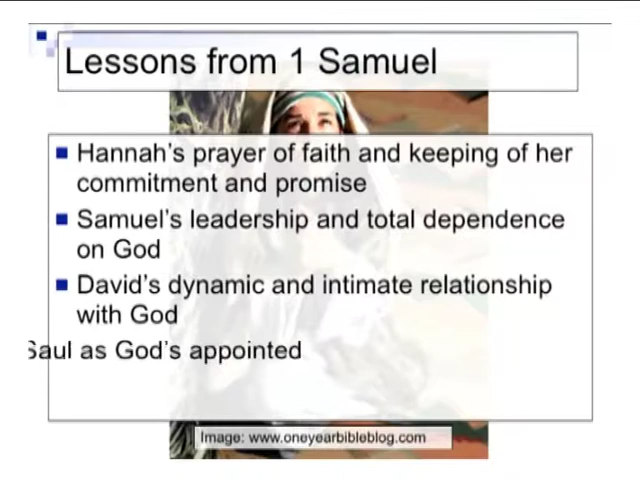 Lessons from 1 Samuel
Hannah's prayer of faith and keeping of her
commitment and promise
Samuel's leadership and total dependence
on God
David's dynamic and intimate relationship
with God
Saul as God's appointed
Image: www.oneyearbibleblog.com